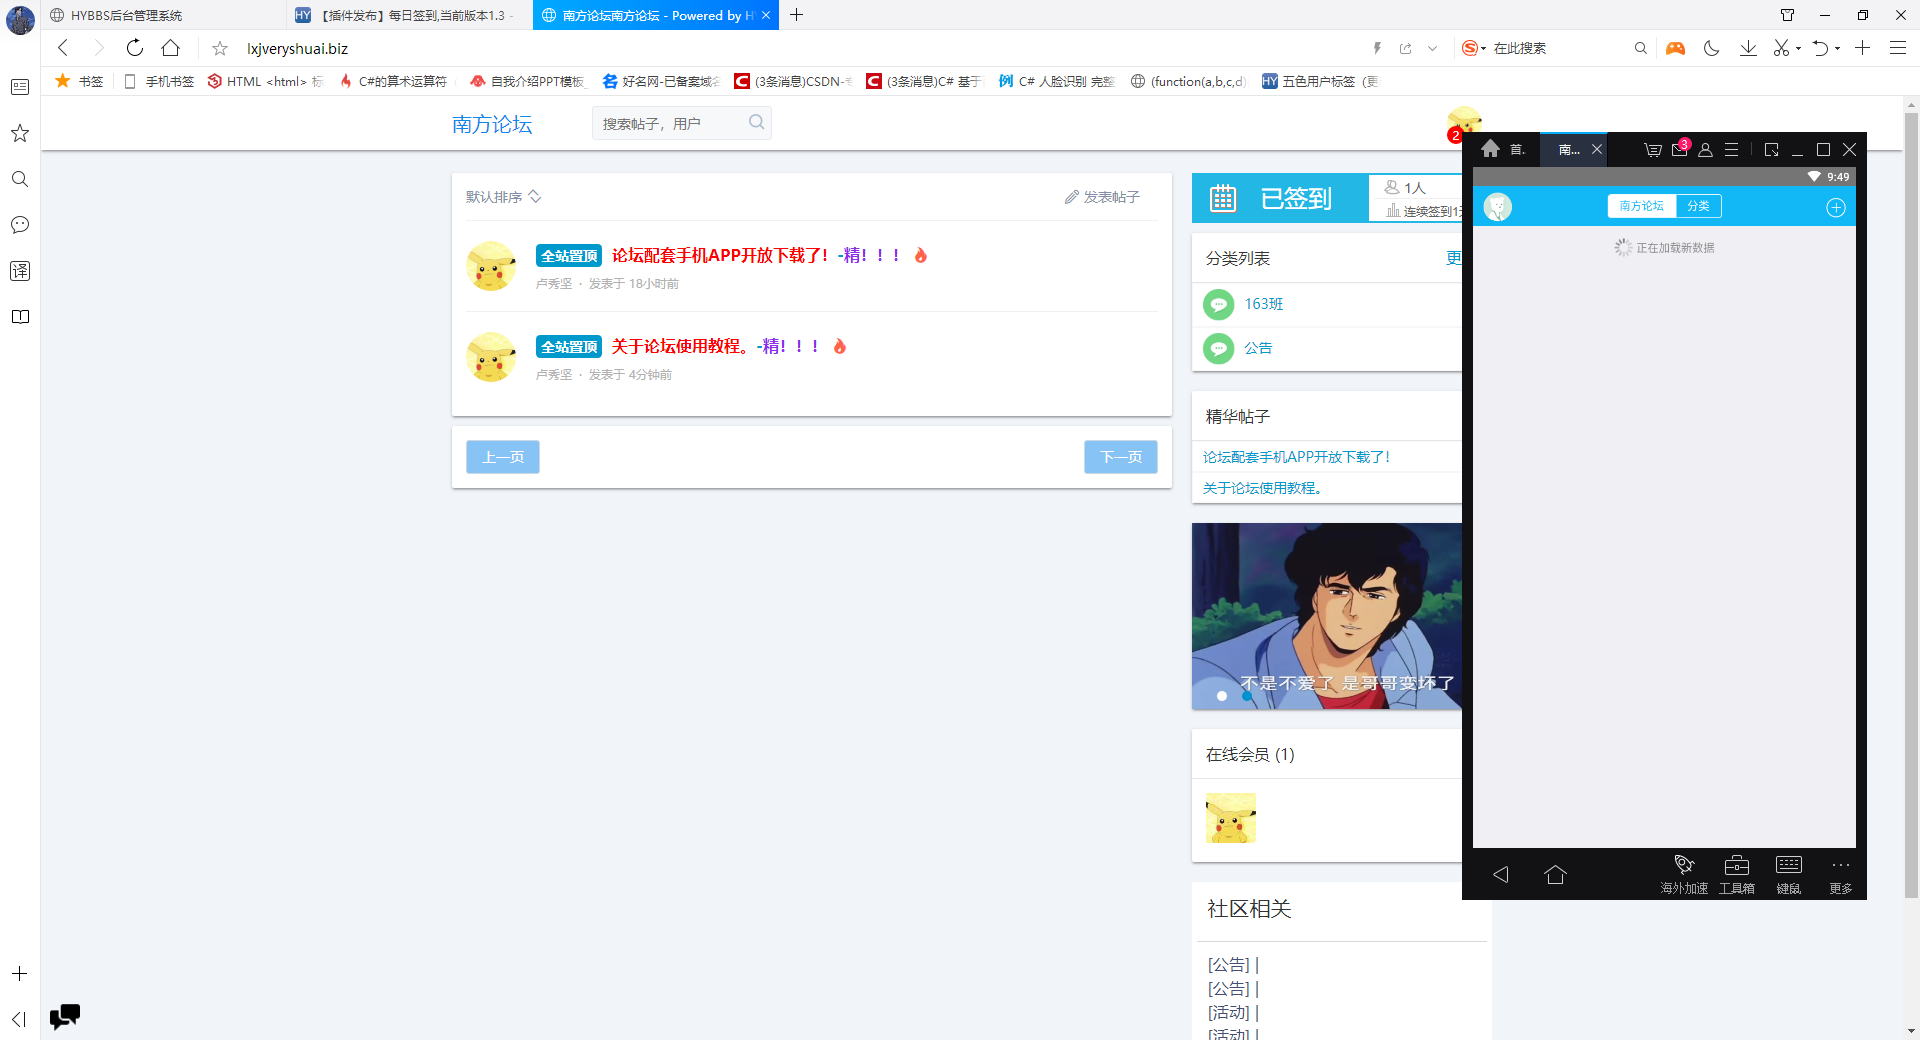 HYBBS后台管理系统
【插件发布】每日签到,当前版本1.3 -
南方论坛南方论坛 - Powered by H
lxjveryshuai.biz
在此搜索
书签
手机书签
HTML <html> 标
C#的算术运算符
自我介绍PPT模板_
好名网-已备案域名
(3条消息)CSDN-专
(3条消息)C# 基于
C# 人脸识别 完整
(function(a,b,c,d)
五色用户标签（更
南方论坛
搜索帖子，用户
2
默认排序
发表帖子
全站置顶 论坛配套手机APP开放下载了！-精！！！
卢秀坚 · 发表于 18小时前
全站置顶 关于论坛使用教程。-精！！！
卢秀坚 · 发表于 4分钟前
上一页
下一页
已签到
1人
连续签到1天
分类列表
更
163班
公告
精华帖子
论坛配套手机APP开放下载了！
关于论坛使用教程。
不是不爱了 是哥哥变坏了
在线会员 (1)
社区相关
[公告] |
[公告] |
[活动] |
[活动] |
首.
南...
3
9:49
南方论坛
分类
正在加载新数据
海外加速
工具箱
键鼠
更多